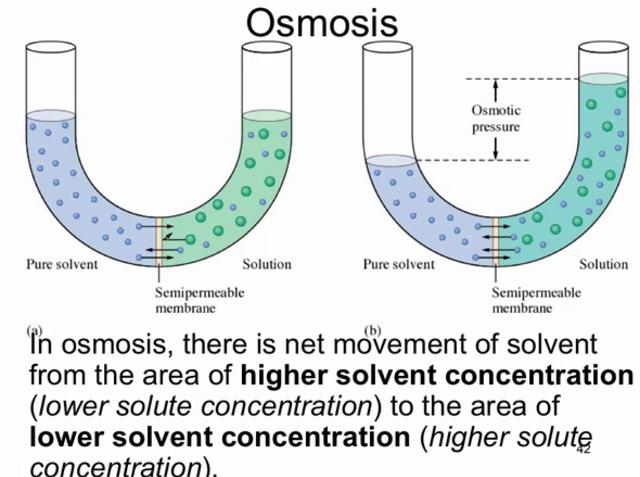 Osmosis
Osmotic
pressure
Pure solvent
Solution
Semipermeable
membrane
(a)
Pure solvent
Solution
Semipermeable
membrane
(b)
In osmosis, there is net movement of solvent
from the area of higher solvent concentration
(lower solute concentration) to the area of
lower solvent concentration (higher solute
concentration).
42